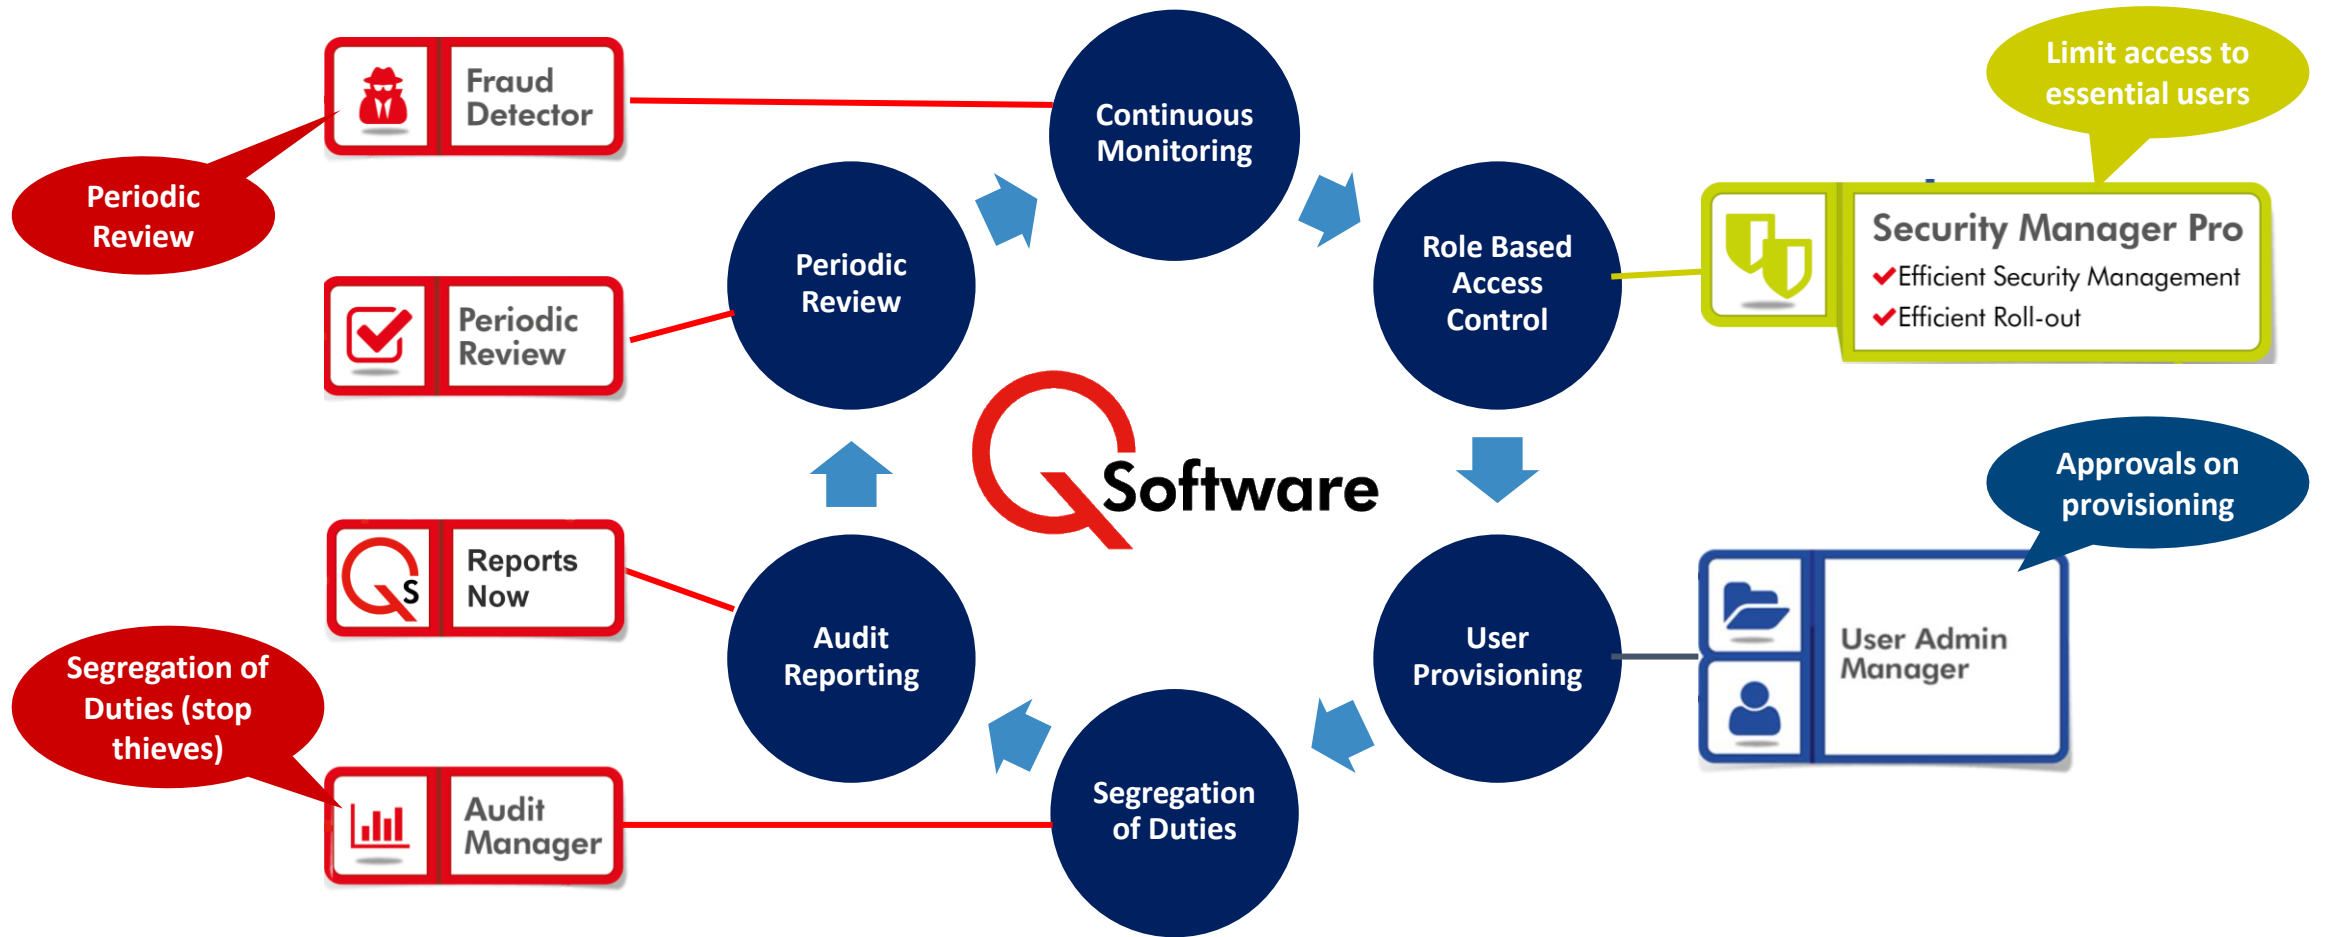 Limit access to
essential users
Fraud
Detector
Continuous
Monitoring
Periodic
Review
Security Manager Pro
Efficient Security Management
Efficient Roll-out
Role Based
Access
Control
Periodic
Review
Periodic
Review
Software
Approvals on
provisioning
Reports
Now
S
User Admin
Manager
User
Provisioning
Audit
Reporting
Segregation of
Duties (stop
thieves)
Segregation
of Duties
Audit
Manager